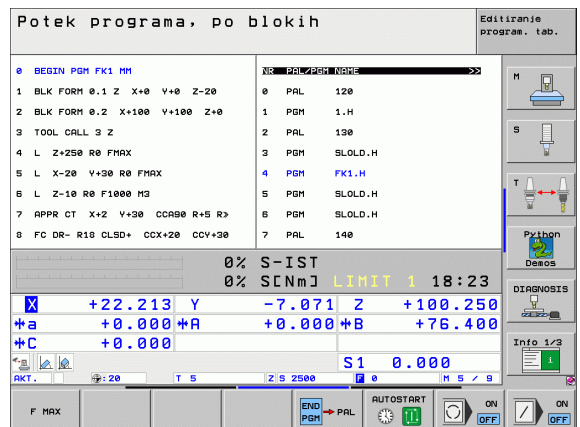 Potek programa, po blokih
Editiranje
program. tab.
0 BEGIN PGM FK1 MM
1 BLK FORM 0.1 Z X+0 Y+0 Z-20
2 BLK FORM 0.2 X+100 Y+100 Z+0
3 TOOL CALL 3 Z
4 L Z+250 R0 FMAX
5 L X-20 Y+30 R0 FMAX
6 L Z-10 R0 F1000 M3
7 APPR CT X+2 Y+30 CCA90 R+5 R»
8 FC DR- R18 CLSD+ CCX+20 CCY+30
NR PAL/PGM NAME >>
0 PAL 120
1 PGM 1.H
2 PAL 130
3 PGM SLOLD.H
4 PGM FK1.H
5 PGM SLOLD.H
6 PGM SLOLD.H
7 PAL 140
0% S-IST
0% S[Nm] LIMIT 1 18:23
X +22.213 Y -7.071 Z +100.250
a +0.000 A +0.000 B +76.400
C +0.000
S1 0.000
AKT. :20 T 5 Z S 2500 F 0 M 5 / 9
M
S
T
Python
Demos
DIAGNOSIS
Info 1/3
F MAX
END
PGM
PAL
AUTOSTART
ON
OFF
ON
OFF